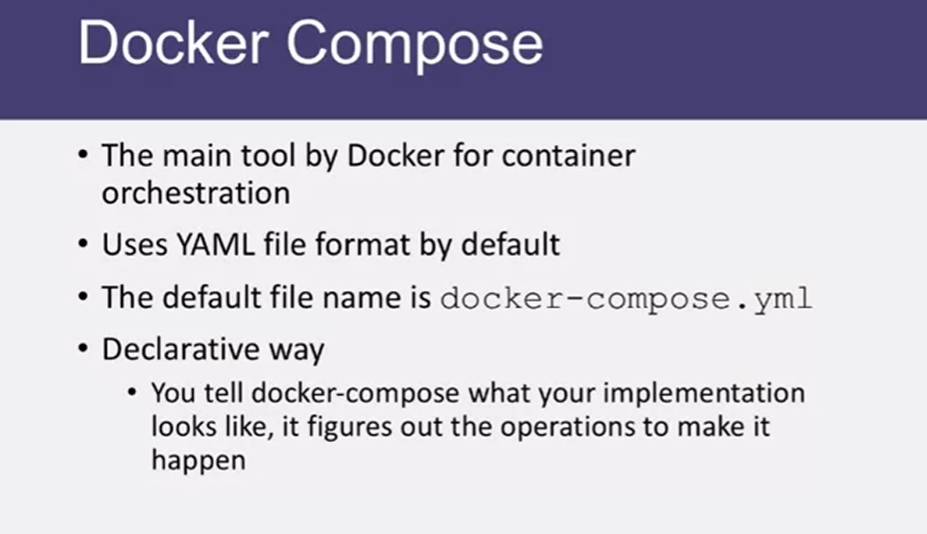 Docker Compose
• The main tool by Docker for container
orchestration
• Uses YAML file format by default
• The default file name is docker-compose.yml
• Declarative way
• You tell docker-compose what your implementation
looks like, it figures out the operations to make it
happen